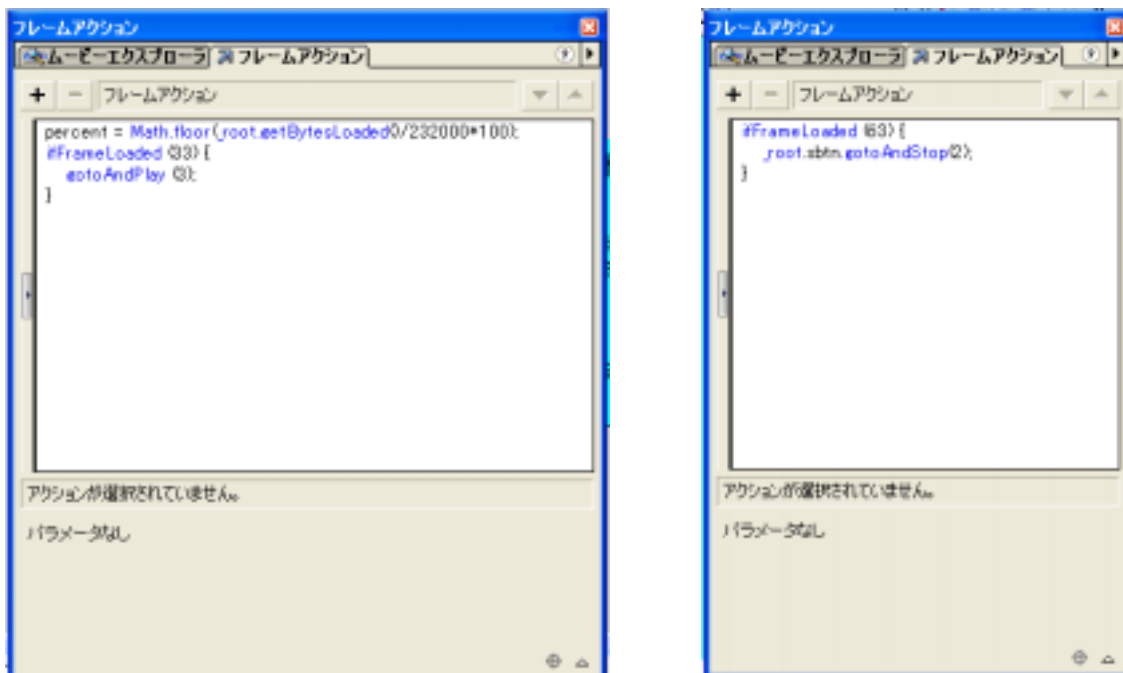 フレームアクション
ムービーエクスプローラ フレームアクション
+ − フレームアクション
percent = Math.floor(_root.getBytesLoaded()/232000*100);
ifFrameLoaded (33) {
gotoAndPlay (3);
}
アクションが選択されていません。
パラメータなし
フレームアクション
ムービーエクスプローラ フレームアクション
+ − フレームアクション
ifFrameLoaded (63) {
_root.sbtn.gotoAndStop(2);
}
アクションが選択されていません。
パラメータなし